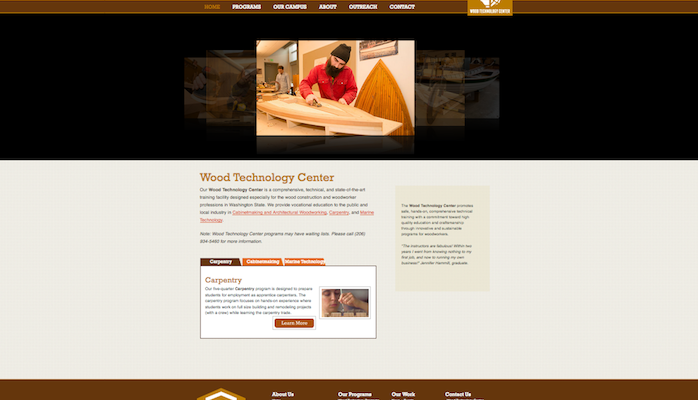 HOME PROGRAMS OUR CAMPUS ABOUT OUTREACH CONTACT
WOOD TECHNOLOGY CENTER
Wood Technology Center
Our Wood Technology Center is a comprehensive, technical, and state-of-the-art
training facility designed especially for the wood construction and woodworker
professions in Washington State. We provide vocational education to the public and
local industry in Cabinetmaking and Architectural Woodworking, Carpentry, and Marine
Technology.
Note: Wood Technology Center programs may have waiting lists. Please call (206)
934-5460 for more information.
The Wood Technology Center promotes
safe, hands-on, comprehensive technical
training with a commitment toward high
quality education and craftsmanship
through innovative and sustainable
programs for woodworkers.
"The instructors are fabulous! Within two
years I went from knowing nothing to my
first job, and now to running my own
business!" Jennifer Hamhill, graduate.
Carpentry Cabinetmaking Marine Technology
Carpentry
Our five-quarter Carpentry program is designed to prepare
students for employment as apprentice carpenters. The
carpentry program focuses on hands-on experience where
students work on full size building and remodeling projects
(with a crew) while learning the carpentry trade.
Learn More
About Us Our Programs Our Work Contact Us